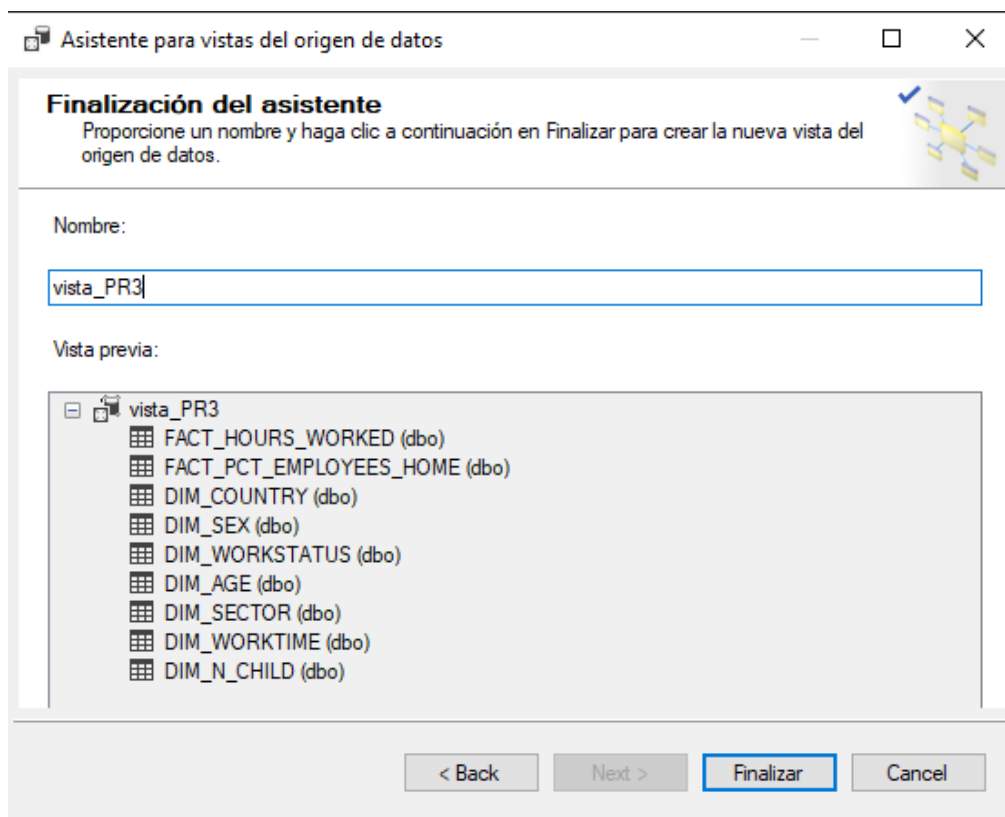 Asistente para vistas del origen de datos
Finalización del asistente
Proporcione un nombre y haga clic a continuación en Finalizar para crear la nueva vista del
origen de datos.
Nombre:
vista_PR3
Vista previa:
vista_PR3
FACT_HOURS_WORKED (dbo)
FACT_PCT_EMPLOYEES_HOME (dbo)
DIM_COUNTRY (dbo)
DIM_SEX (dbo)
DIM_WORKSTATUS (dbo)
DIM_AGE (dbo)
DIM_SECTOR (dbo)
DIM_WORKTIME (dbo)
DIM_N_CHILD (dbo)
< Back Next > Finalizar Cancel